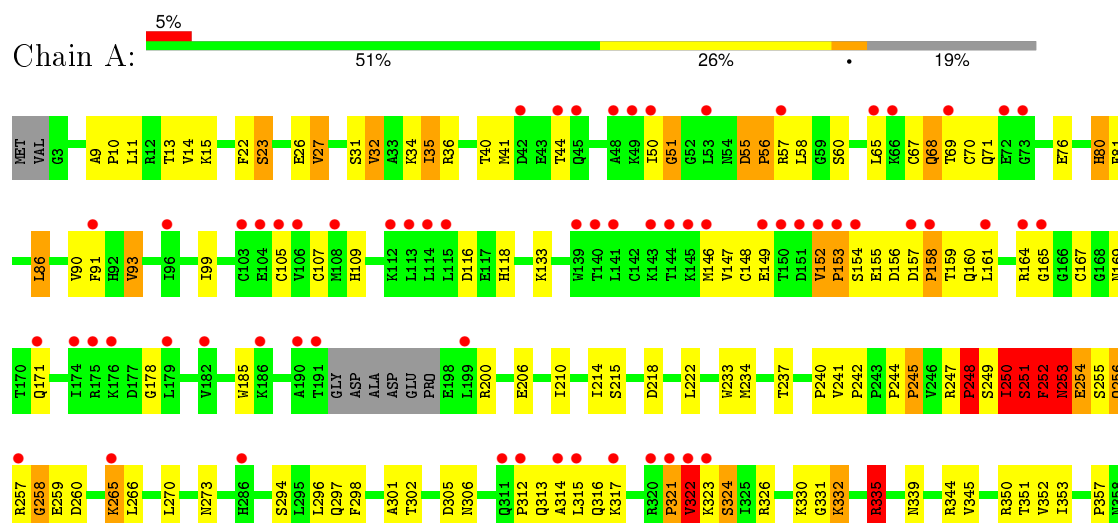 5%
Chain A:
51% 26% • 19%
MET VAL G3 A9 P10 L11 R12 T13 V14 K15 F22 S23 E26 V27 S31 V32 A33 K34 I35 R36 T40 M41 D42 E43 T44 Q45 A48 K49 I50 G51 G52 L53 N54 D55 P56 R57 L58 G59 S60 L65 K66 C67 Q68 T69 C70 Q71 E72 G73 E76 H80
L86 V90 F91 H92 V93 I96 I99 C103 E104 C105 V106 C107 M108 H109 K112 L113 L114 L115 D116 E117 H118 K133 W139 T140 L141 C142 K143 T144 K145 M146 V147 C148 E149 T150 D151 V152 P153 S154 E155 D156 D157 P158 T159 Q160 L161 R164 G165 G166 C167 G168
T170 Q171 I174 R175 K176 D177 G178 L179 V182 W185 K186 A190 T191 GLY ASP ALA ASP GLU PRO E198 L199 R200 E206 I210 I214 S215 D218 L222 W233 M234 T237 P240 V241 P242 P243 P244 P245 V246 R247 P248 S249 I250 S251 F252 N253 E254 S255
R257 G258 E259 D260 K265 L266 L270 N273 H286 S294 L295 L296 Q297 F298 A301 T302 D305 N306 Q311 P312 Q313 A314 L315 Q316 K317 R320 P321 V322 K323 S324 I325 R326 K330 G331 K332 R335 N339 R344 V345 R350 T351 V352 I353 P357